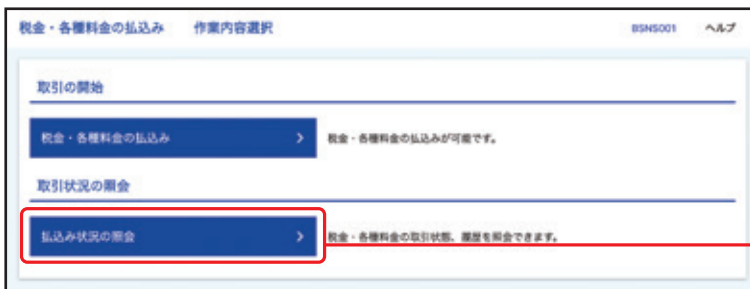 税金・各種料金の払込み 作業内容選択 BSNS001 ヘルプ
取引の開始
税金・各種料金の払込み
税金・各種料金の払込みが可能です。
取引状況の照会
払込み状況の照会
税金・各種料金の取引状態、履歴を照会できます。